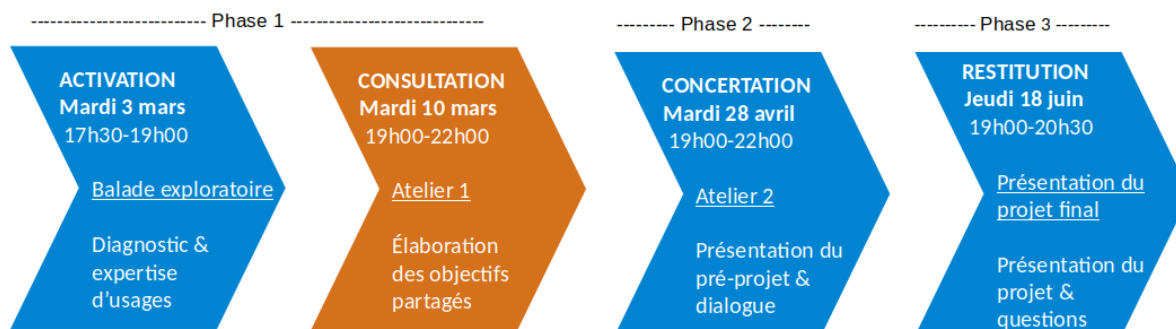 ----------------------------- Phase 1 --------------------------------
--------- Phase 2 --------
---------- Phase 3 ---------
ACTIVATION
Mardi 3 mars
17h30-19h00
Balade exploratoire
Diagnostic &
expertise
d’usages
CONSULTATION
Mardi 10 mars
19h00-22h00
Atelier 1
Élaboration
des objectifs
partagés
CONCERTATION
Mardi 28 avril
19h00-22h00
Atelier 2
Présentation du
pré-projet &
dialogue
RESTITUTION
Jeudi 18 juin
19h00-20h30
Présentation du
projet final
Présentation du
projet &
questions